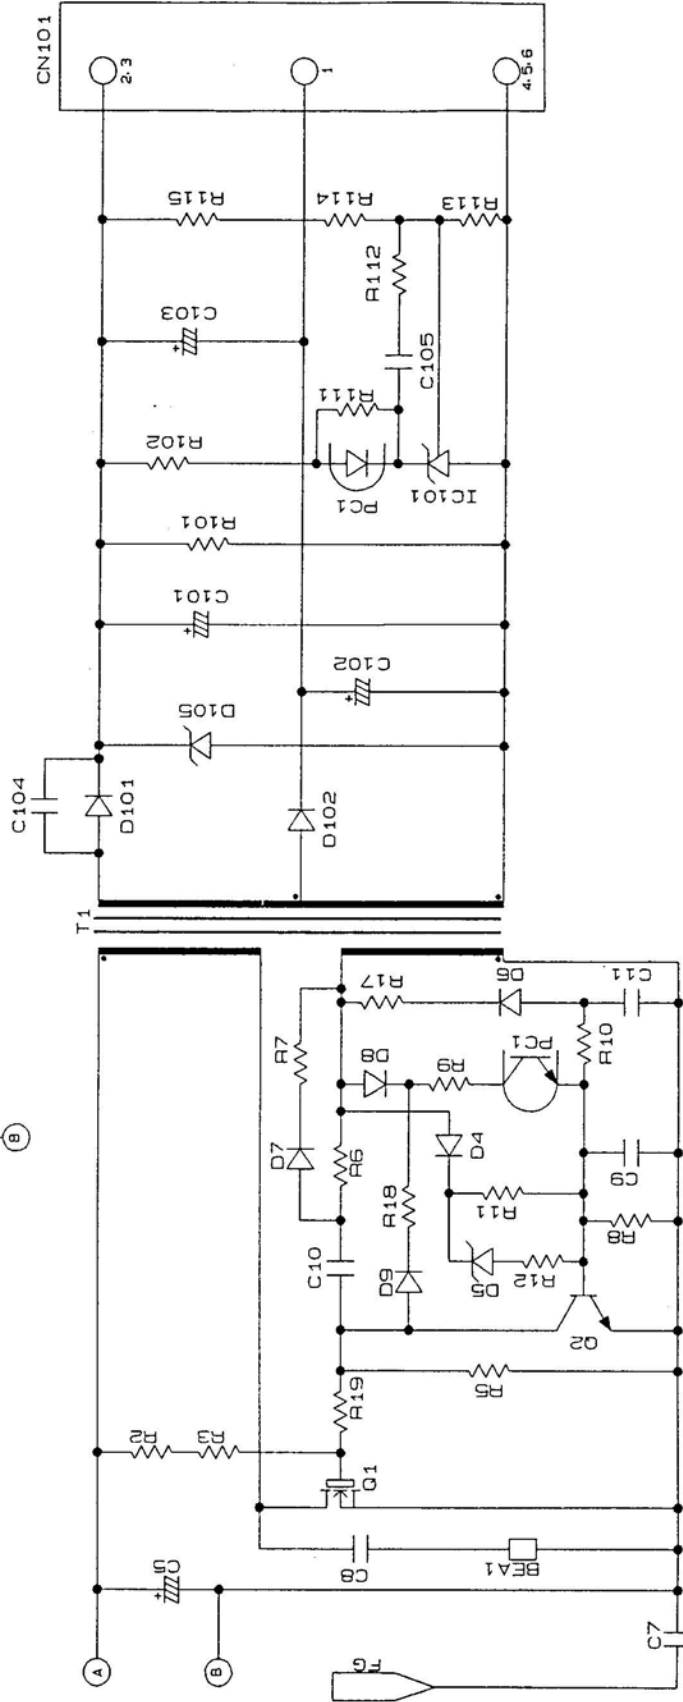 CN101
2,3
1
4,5,6
R115
R114
R113
R112
C103
C105
R111
R102
PC1
IC101
R101
C101
C102
D105
C104
D101
D102
T1
R17
D6
C11
R7
D8
R9
PC1
R10
B
D7
R6
D4
C9
R18
R11
R8
C10
D9
D5
R12
Q2
R19
R5
R2
R3
Q1
C8
BEA1
C5
A
B
FG
C7